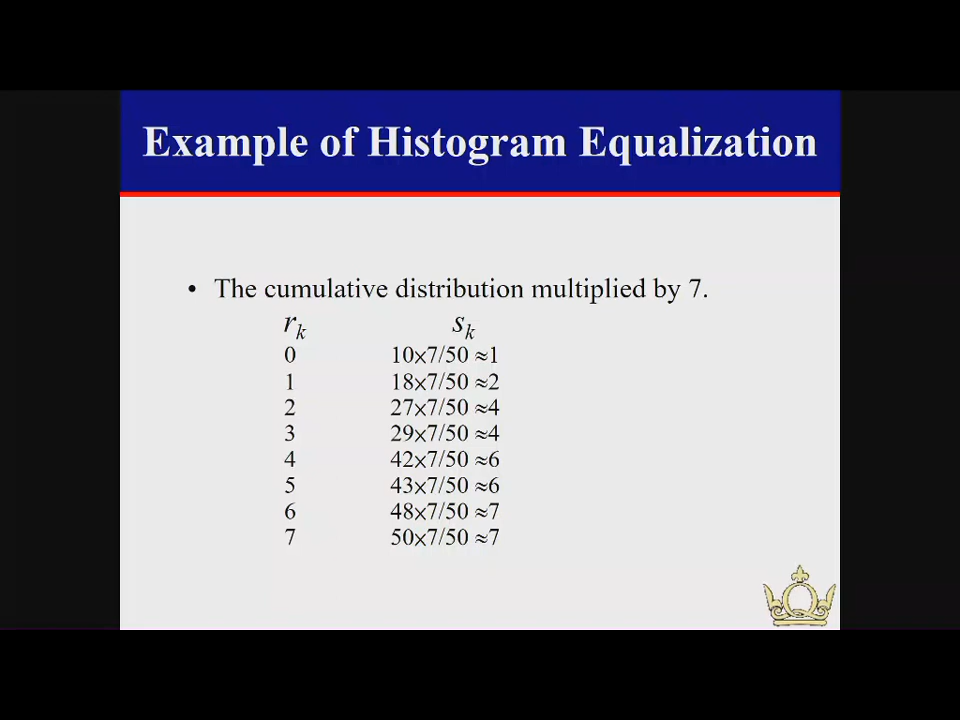 Example of Histogram Equalization
• The cumulative distribution multiplied by 7.
rk sk
0 10×7/50 ≈1
1 18×7/50 ≈2
2 27×7/50 ≈4
3 29×7/50 ≈4
4 42×7/50 ≈6
5 43×7/50 ≈6
6 48×7/50 ≈7
7 50×7/50 ≈7